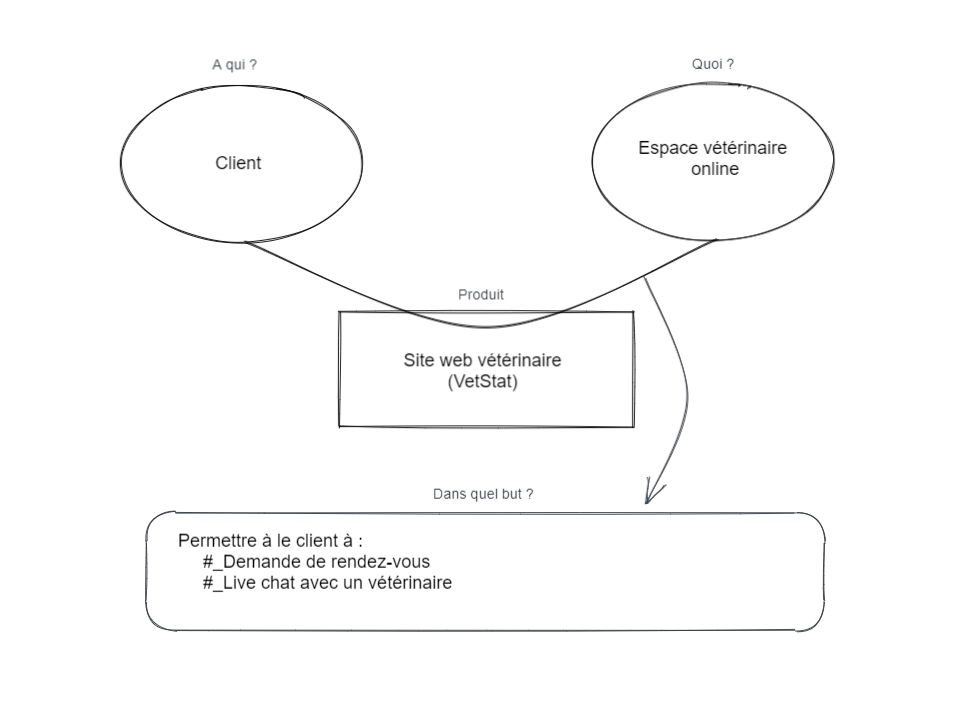 A qui ?
Quoi ?
Client
Espace vétérinaire
online
Produit
Site web vétérinaire
(VetStat)
Dans quel but ?
Permettre à le client à :
#_Demande de rendez-vous
#_Live chat avec un vétérinaire